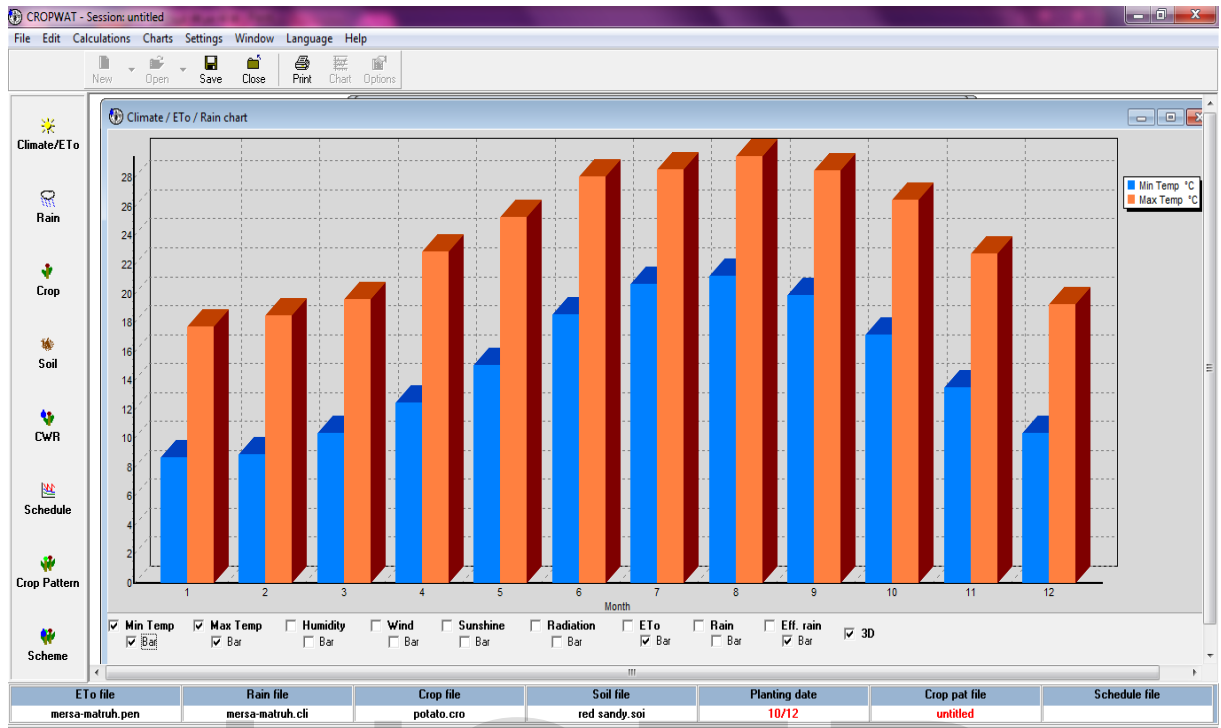 CROPWAT - Session: untitled
File Edit Calculations Charts Settings Window Language Help
New Open Save Close Print Chart Options
Climate/ETo
Rain
Crop
Soil
CWR
Schedule
Crop Pattern
Scheme
Climate / ETo / Rain chart
28
26
24
22
20
18
16
14
12
10
8
6
4
2
0
1 2 3 4 5 6 7 8 9 10 11 12
Month
Min Temp °C
Max Temp °C
Min Temp Max Temp Humidity Wind Sunshine Radiation ETo Rain Eff. rain 3D
Bar Bar Bar Bar Bar Bar Bar Bar Bar
ETo file Rain file Crop file Soil file Planting date Crop pat file Schedule file
mersa-matruh.pen mersa-matruh.cli potato.cro red sandy.soi 10/12 untitled